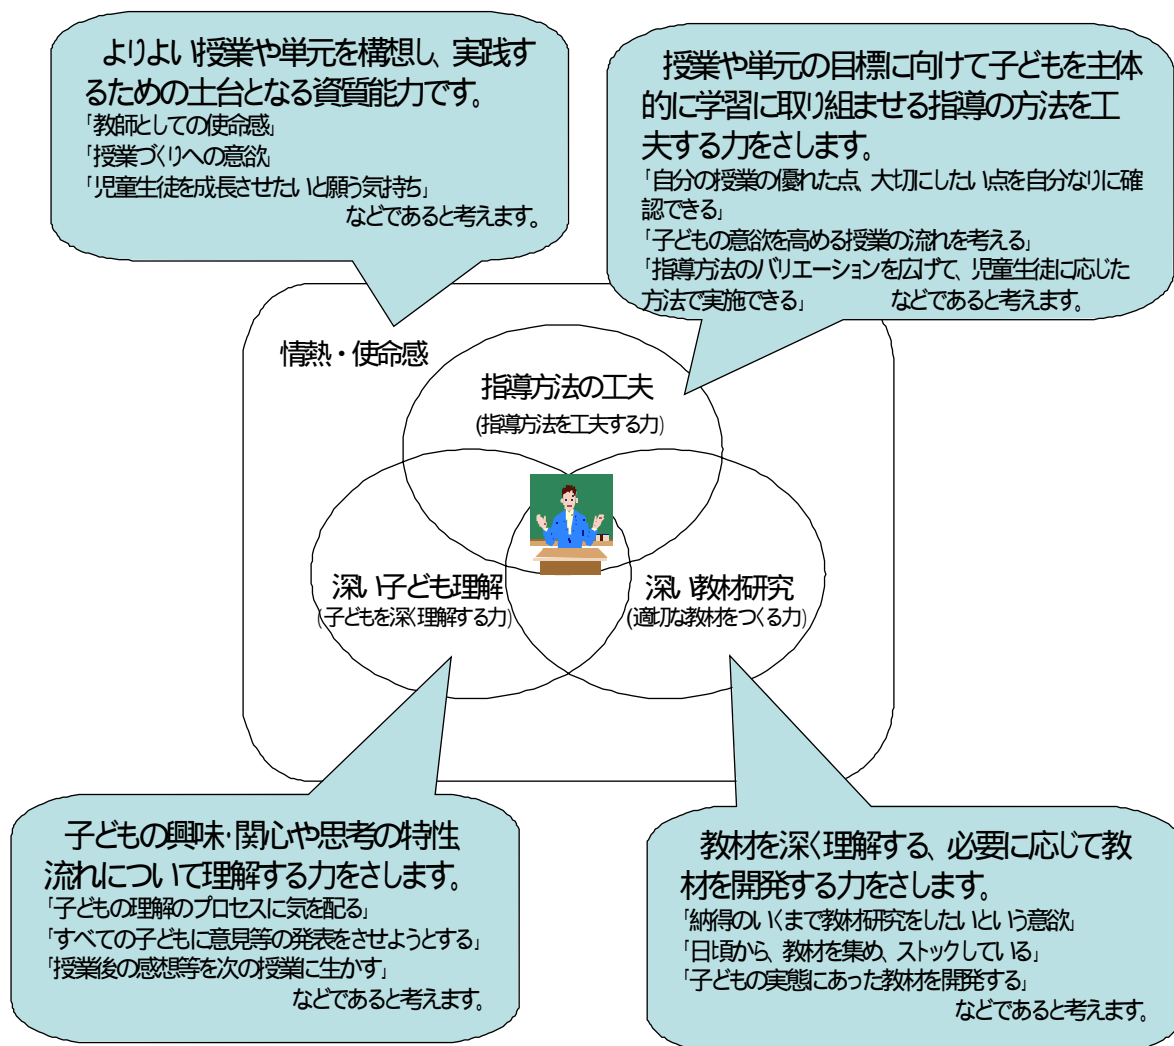 よりよい授業や単元を構想し、実践す
るための土台となる資質能力です。
「教師としての使命感」
「授業づくりへの意欲」
「児童生徒を成長させたいと願う気持ち」
などであると考えます。
授業や単元の目標に向けて子どもを主体
的に学習に取り組ませる指導の方法を工
夫する力をさします。
「自分の授業の優れた点、大切にしたい点を自分なりに確
認できる」
「子どもの意欲を高める授業の流れを考える」
「指導方法のバリエーションを広げて、児童生徒に応じた
方法で実施できる」 などであると考えます。
情熱・使命感
指導方法の工夫
(指導方法を工夫する力)
深い子ども理解
(子どもを深く理解する力)
深い教材研究
(適切な教材をつくる力)
子どもの興味・関心や思考の特性
流れについて理解する力をさします。
「子どもの理解のプロセスに気を配る」
「すべての子どもに意見等の発表をさせようとする」
「授業後の感想等を次の授業に生かす」
などであると考えます。
教材を深く理解する、必要に応じて教
材を開発する力をさします。
「納得のいくまで教材研究をしたいという意欲」
「日頃から、教材を集め、ストックしている」
「子どもの実態にあった教材を開発する」
などであると考えます。